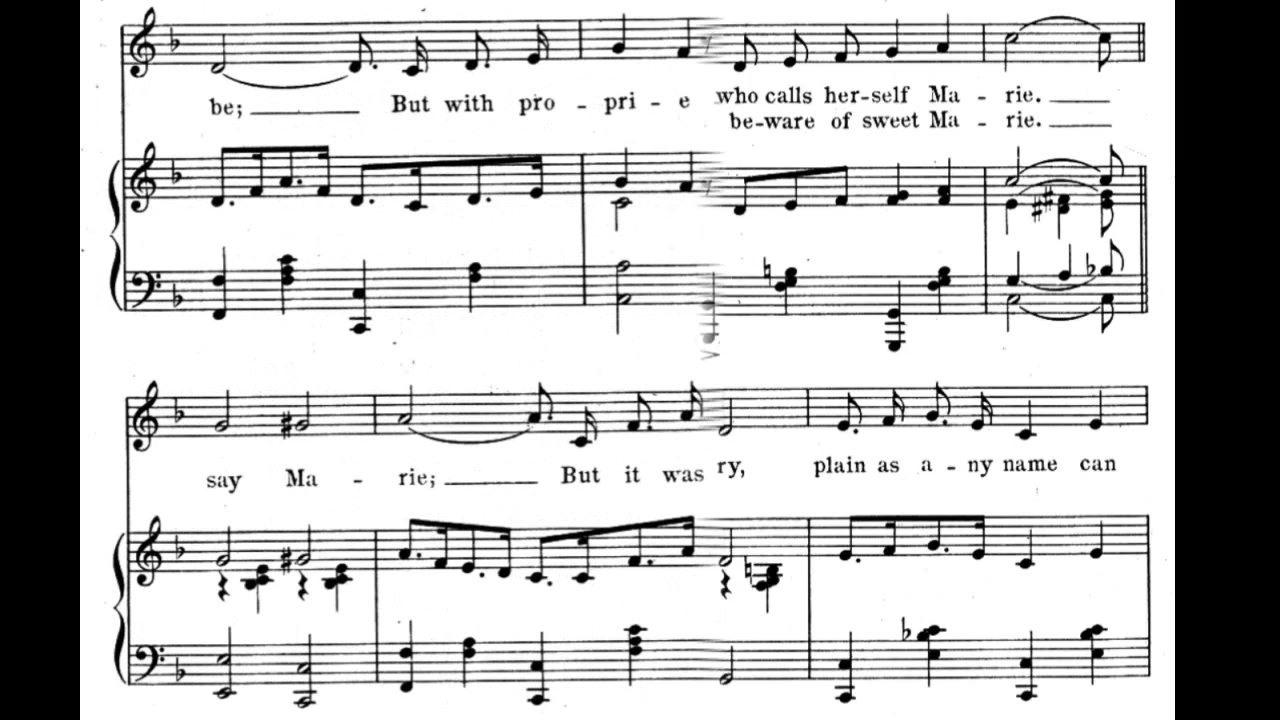 be; But with pro - pri - e who calls her-self Ma - rie.
be-ware of sweet Ma - rie.
say Ma - rie; But it was ry, plain as a - ny name can